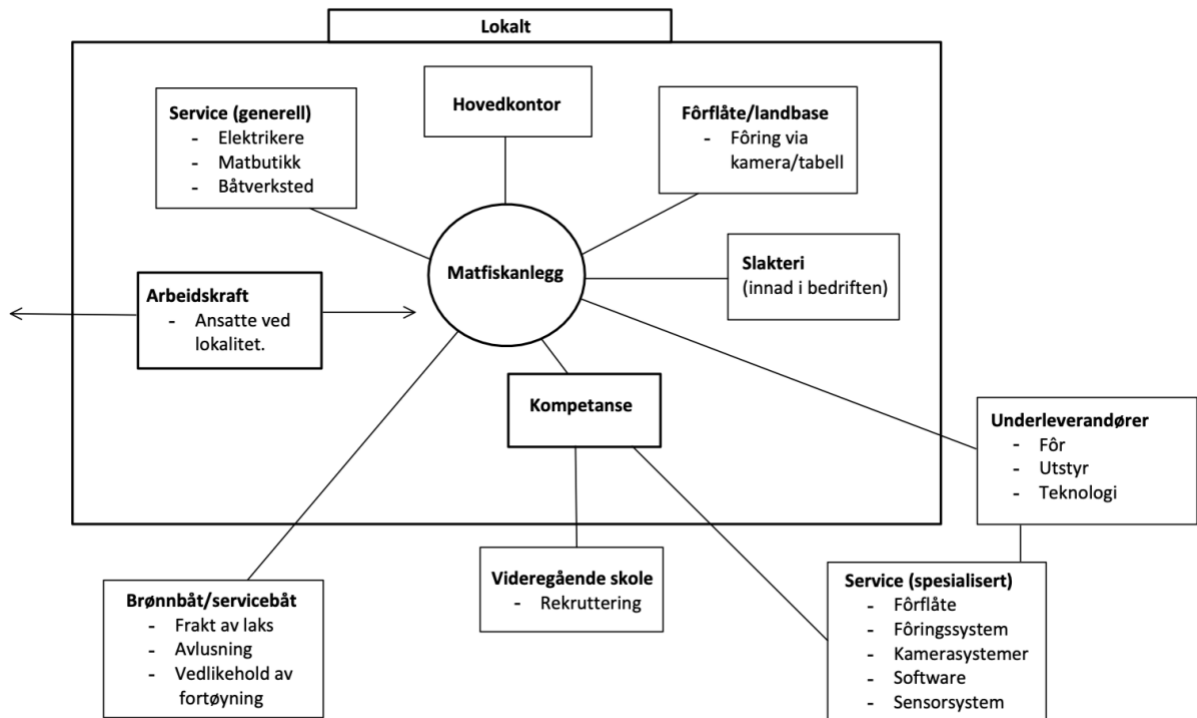 Lokalt
Hovedkontor
Service (generell)
- Elektrikere
- Matbutikk
- Båtverksted
Fôrflåte/landbase
- Fôring via
kamera/tabell
Matfiskanlegg
Slakteri
(innad i bedriften)
Arbeidskraft
- Ansatte ved
lokalitet.
Kompetanse
Underleverandører
- Fôr
- Utstyr
- Teknologi
Brønnbåt/servicebåt
- Frakt av laks
- Avlusning
- Vedlikehold av
fortøyning
Videregående skole
- Rekruttering
Service (spesialisert)
- Fôrflåte
- Fôringssystem
- Kamerasystemer
- Software
- Sensorsystem